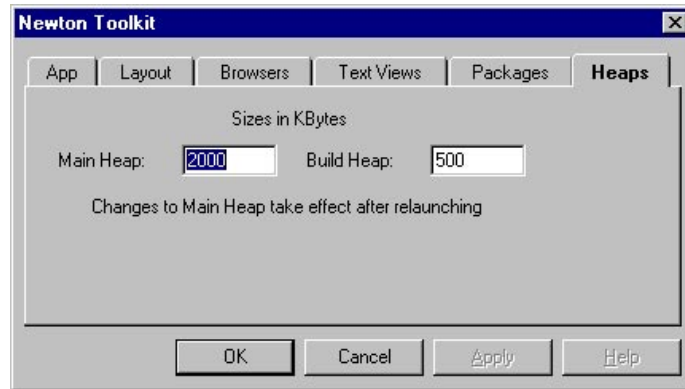 Newton Toolkit
App Layout Browsers Text Views Packages Heaps
Sizes in KBytes
Main Heap: 2000 Build Heap: 500
Changes to Main Heap take effect after relaunching
OK Cancel Apply Help